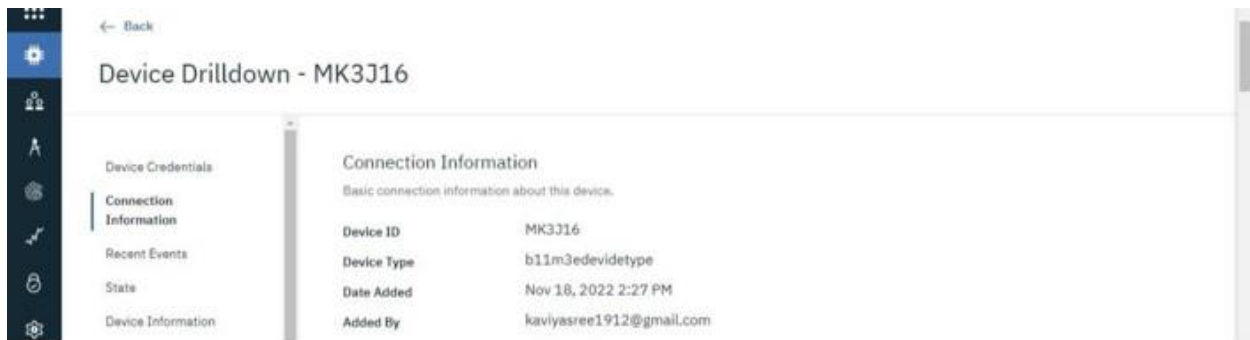 ← Back
Device Drilldown - MK3J16
Device Credentials
Connection
Information
Recent Events
State
Device Information
Connection Information
Basic connection information about this device.
Device ID MK3J16
Device Type b11m3edevidetype
Date Added Nov 18, 2022 2:27 PM
Added By kaviyasree1912@gmail.com